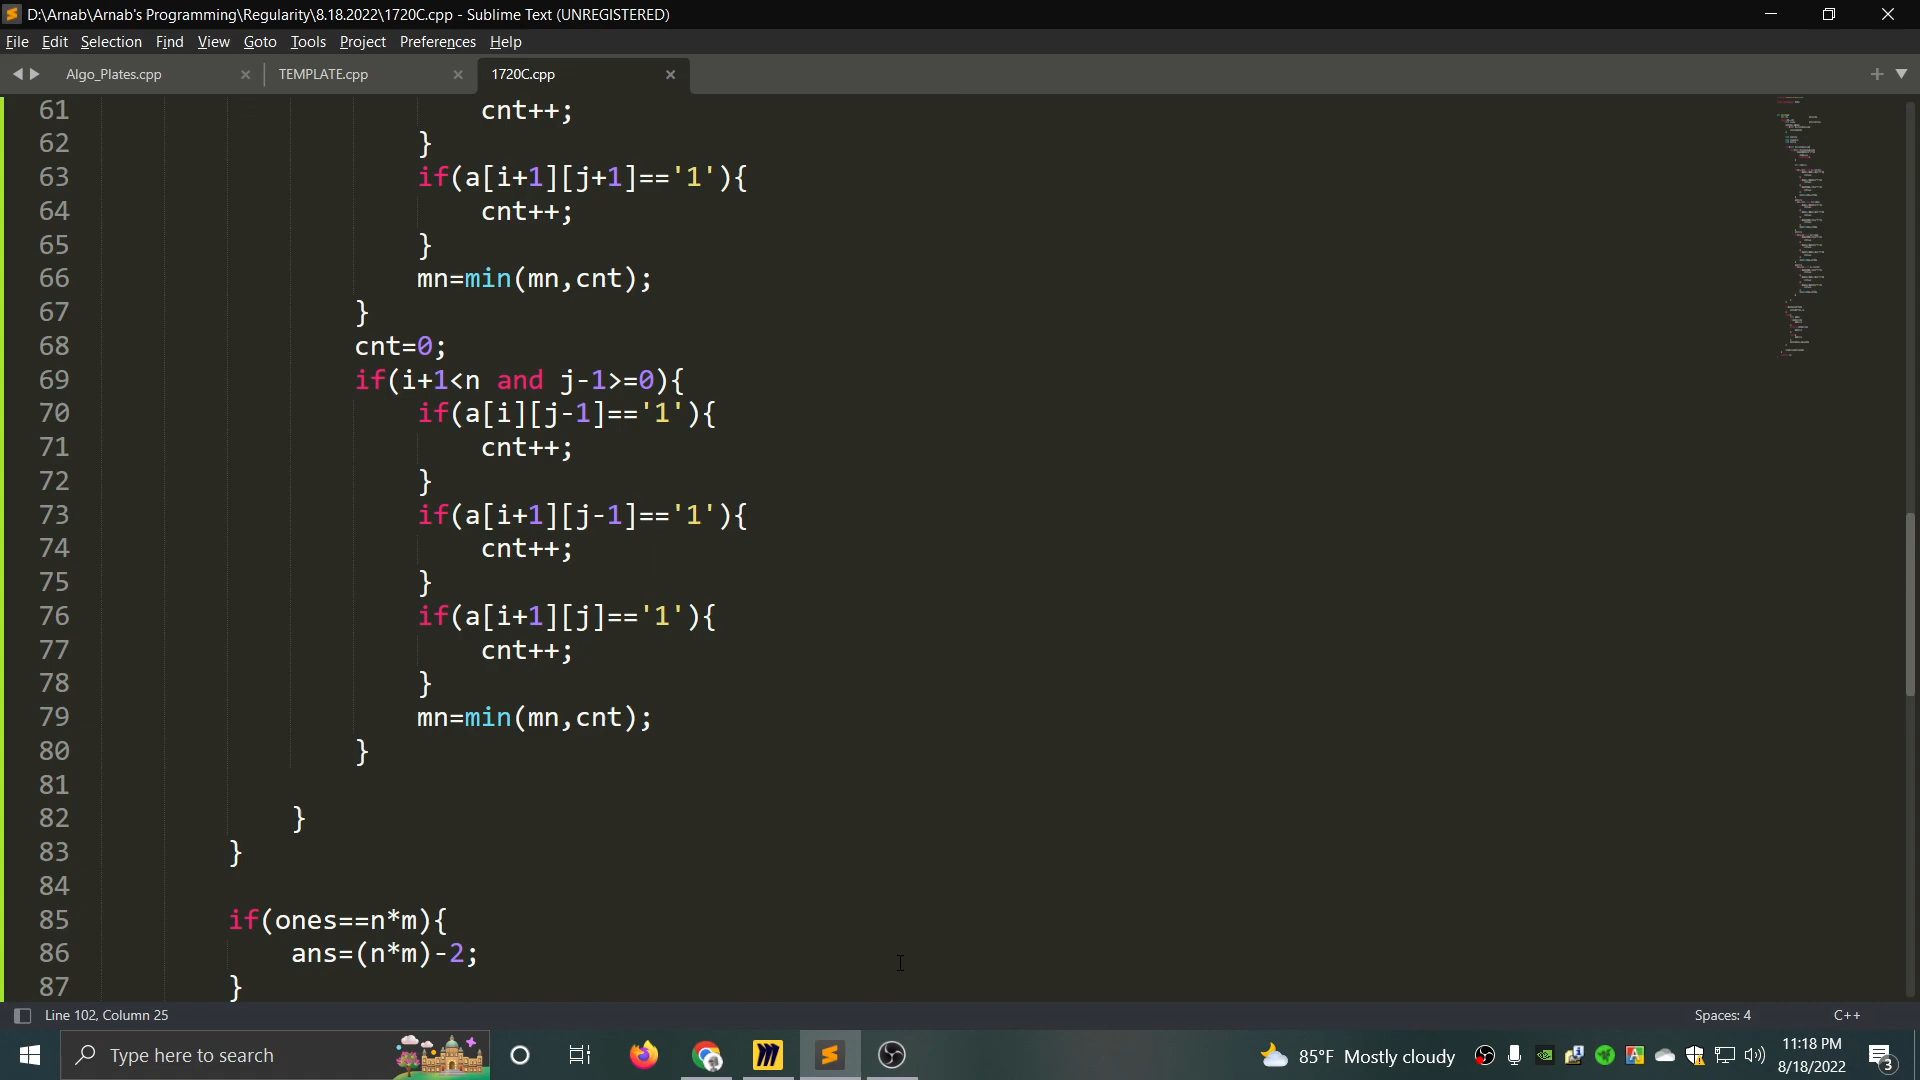 D:\Arnab\Arnab's Programming\Regularity\8.18.2022\1720C.cpp - Sublime Text (UNREGISTERED)
File Edit Selection Find View Goto Tools Project Preferences Help
Algo_Plates.cpp TEMPLATE.cpp 1720C.cpp
61 cnt++;
62 }
63 if(a[i+1][j+1]=='1'){
64 cnt++;
65 }
66 mn=min(mn,cnt);
67 }
68 cnt=0;
69 if(i+1<n and j-1>=0){
70 if(a[i][j-1]=='1'){
71 cnt++;
72 }
73 if(a[i+1][j-1]=='1'){
74 cnt++;
75 }
76 if(a[i+1][j]=='1'){
77 cnt++;
78 }
79 mn=min(mn,cnt);
80 }
81
82 }
83 }
84
85 if(ones==n*m){
86 ans=(n*m)-2;
87 }
Line 102, Column 25 Spaces: 4 C++
Type here to search 85°F Mostly cloudy 11:18 PM
8/18/2022 3